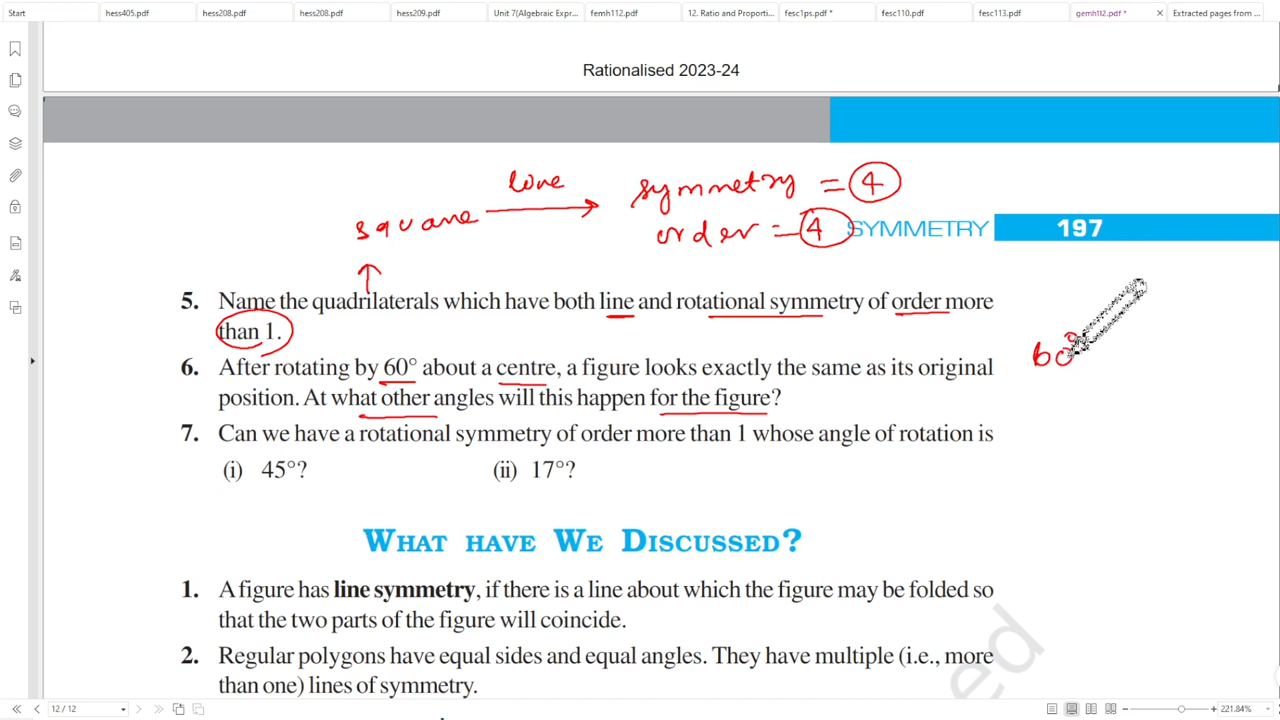 Start hess405.pdf hess208.pdf hess208.pdf hess209.pdf Unit 7(Algebraic Expr... femh112.pdf 12. Ratio and Proporti... fesc1ps.pdf * fesc110.pdf fesc113.pdf gemh112.pdf * Extracted pages from ...
Rationalised 2023-24
line symmetry = 4
square
order = 4 SYMMETRY 197
5. Name the quadrilaterals which have both line and rotational symmetry of order more
than 1.
60°
6. After rotating by 60° about a centre, a figure looks exactly the same as its original
position. At what other angles will this happen for the figure?
7. Can we have a rotational symmetry of order more than 1 whose angle of rotation is
(i) 45°? (ii) 17°?
WHAT HAVE WE DISCUSSED?
1. A figure has line symmetry, if there is a line about which the figure may be folded so
that the two parts of the figure will coincide.
2. Regular polygons have equal sides and equal angles. They have multiple (i.e., more
than one) lines of symmetry.
12 / 12 221.84%